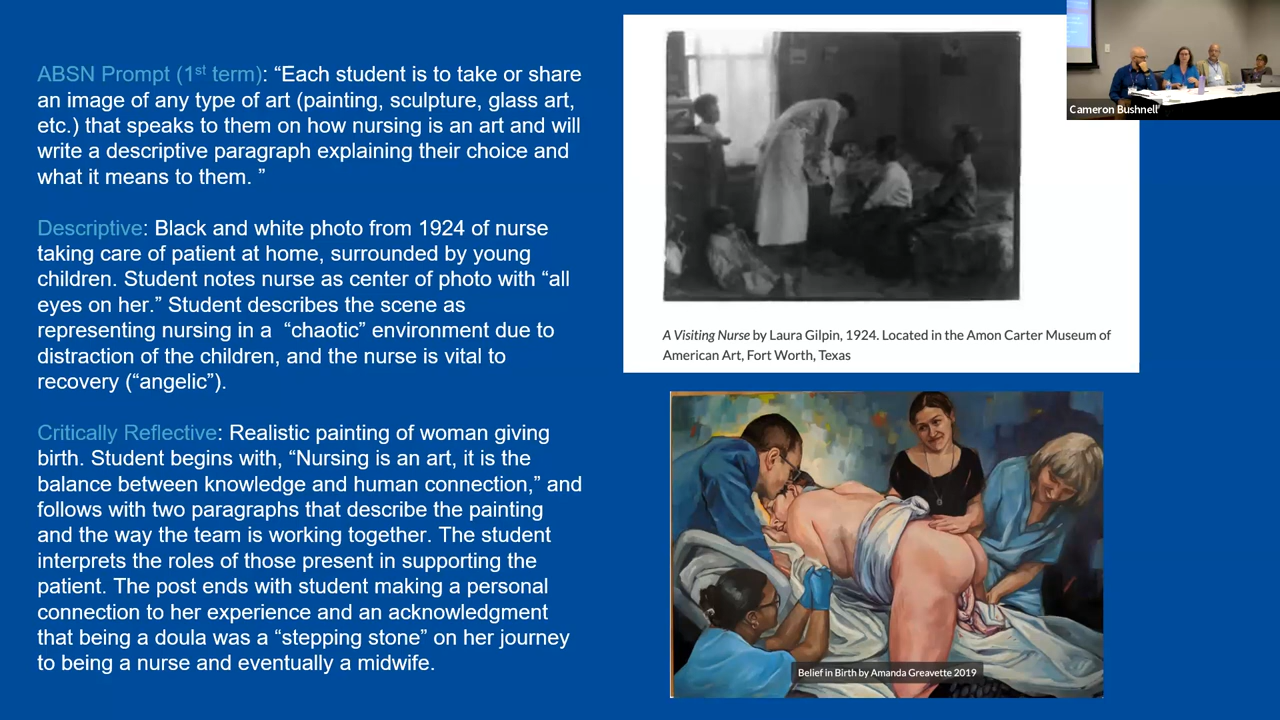 ABSN Prompt (1st term): “Each student is to take or share
an image of any type of art (painting, sculpture, glass art,
etc.) that speaks to them on how nursing is an art and will
write a descriptive paragraph explaining their choice and
what it means to them. ”
Descriptive: Black and white photo from 1924 of nurse
taking care of patient at home, surrounded by young
children. Student notes nurse as center of photo with “all
eyes on her.” Student describes the scene as
representing nursing in a “chaotic” environment due to
distraction of the children, and the nurse is vital to
recovery (“angelic”).
Critically Reflective: Realistic painting of woman giving
birth. Student begins with, “Nursing is an art, it is the
balance between knowledge and human connection,” and
follows with two paragraphs that describe the painting
and the way the team is working together. The student
interprets the roles of those present in supporting the
patient. The post ends with student making a personal
connection to her experience and an acknowledgment
that being a doula was a “stepping stone” on her journey
to being a nurse and eventually a midwife.
A Visiting Nurse by Laura Gilpin, 1924. Located in the Amon Carter Museum of
American Art, Fort Worth, Texas
Belief in Birth by Amanda Greavette 2019
Cameron Bushnell